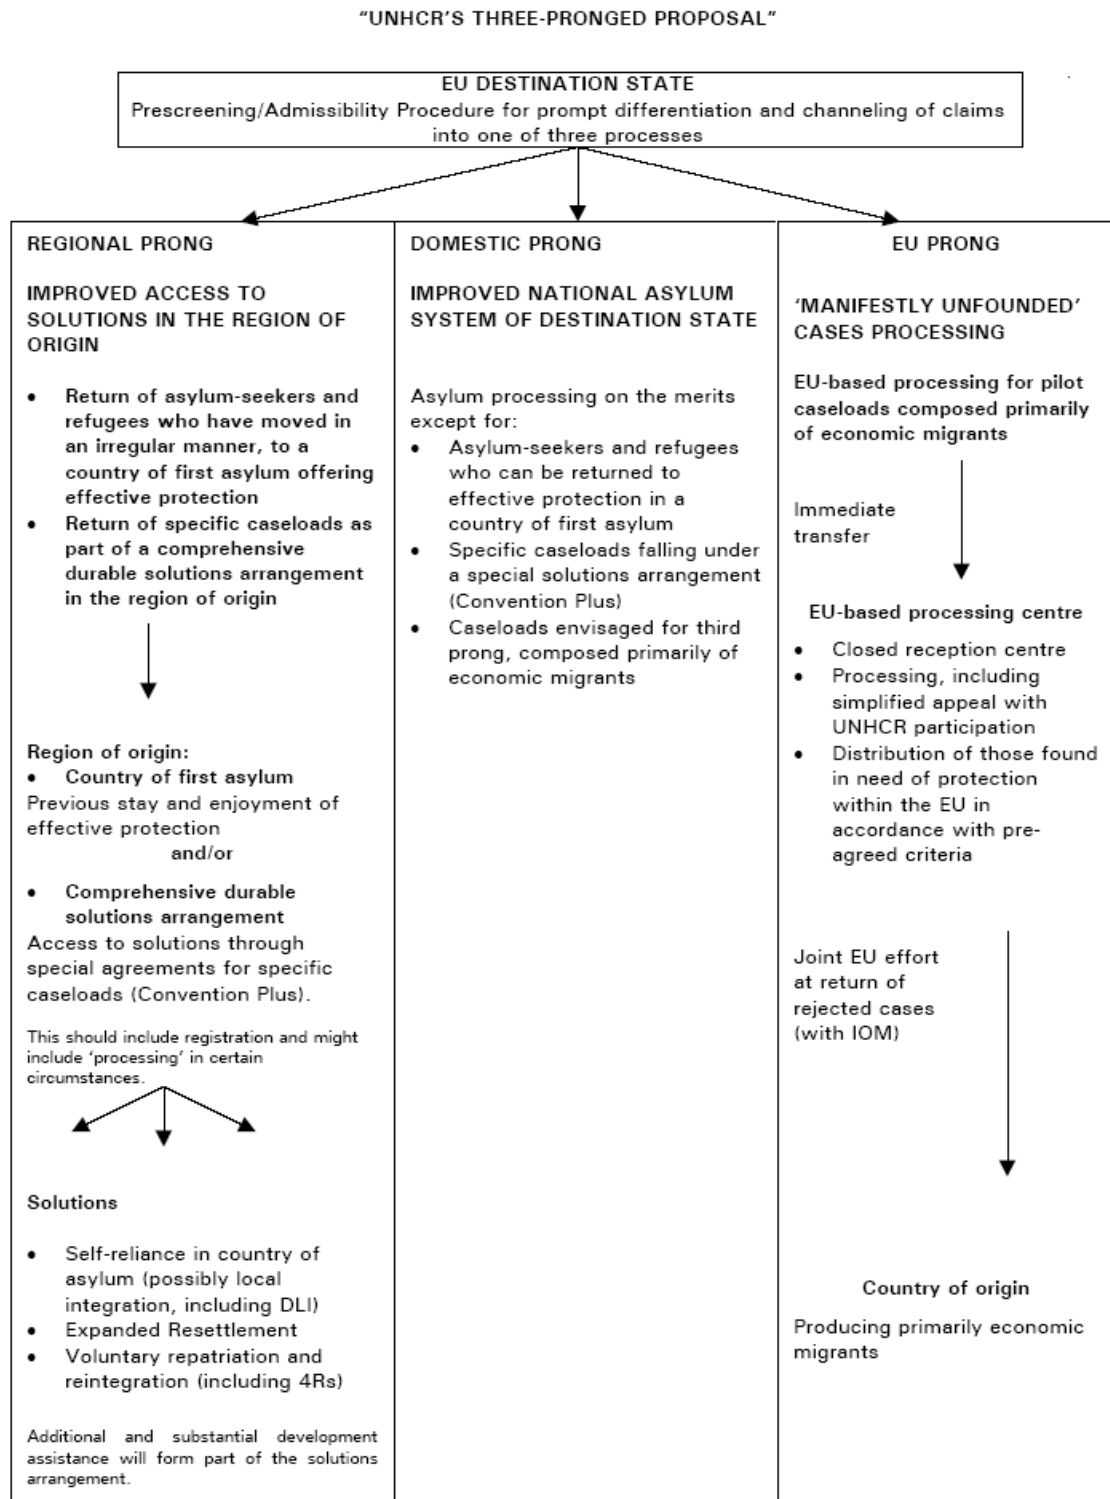 “UNHCR’S THREE-PRONGED PROPOSAL”
EU DESTINATION STATE
Prescreening/Admissibility Procedure for prompt differentiation and channeling of claims
into one of three processes
REGIONAL PRONG
IMPROVED ACCESS TO
SOLUTIONS IN THE REGION OF
ORIGIN
• Return of asylum-seekers and
refugees who have moved in
an irregular manner, to a
country of first asylum offering
effective protection
• Return of specific caseloads as
part of a comprehensive
durable solutions arrangement
in the region of origin
Region of origin:
• Country of first asylum
Previous stay and enjoyment of
effective protection
and/or
• Comprehensive durable
solutions arrangement
Access to solutions through
special agreements for specific
caseloads (Convention Plus).
This should include registration and might
include ‘processing’ in certain
circumstances.
Solutions
• Self-reliance in country of
asylum (possibly local
integration, including DLI)
• Expanded Resettlement
• Voluntary repatriation and
reintegration (including 4Rs)
Additional and substantial development
assistance will form part of the solutions
arrangement.
DOMESTIC PRONG
IMPROVED NATIONAL ASYLUM
SYSTEM OF DESTINATION STATE
Asylum processing on the merits
except for:
• Asylum-seekers and refugees
who can be returned to
effective protection in a
country of first asylum
• Specific caseloads falling under
a special solutions arrangement
(Convention Plus)
• Caseloads envisaged for third
prong, composed primarily of
economic migrants
EU PRONG
‘MANIFESTLY UNFOUNDED’
CASES PROCESSING
EU-based processing for pilot
caseloads composed primarily
of economic migrants
Immediate
transfer
EU-based processing centre
• Closed reception centre
• Processing, including
simplified appeal with
UNHCR participation
• Distribution of those found
in need of protection
within the EU in
accordance with pre-
agreed criteria
Joint EU effort
at return of
rejected cases
(with IOM)
Country of origin
Producing primarily economic
migrants